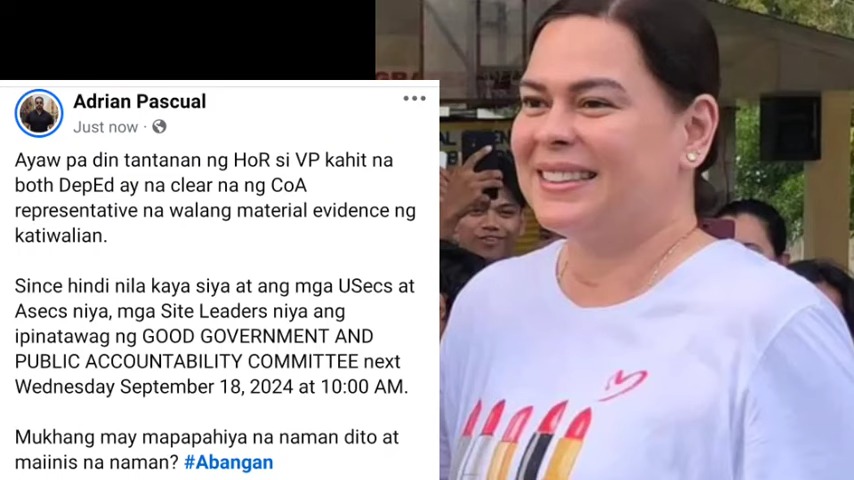 Adrian Pascual
Just now ·
Ayaw pa din tantanan ng HoR si VP kahit na
both DepEd ay na clear na ng CoA
representative na walang material evidence ng
katiwalian.
Since hindi nila kaya siya at ang mga USecs at
Asecs niya, mga Site Leaders niya ang
ipinatawag ng GOOD GOVERNMENT AND
PUBLIC ACCOUNTABILITY COMMITTEE next
Wednesday September 18, 2024 at 10:00 AM.
Mukhang may mapapahiya na naman dito at
maiinis na naman? #Abangan